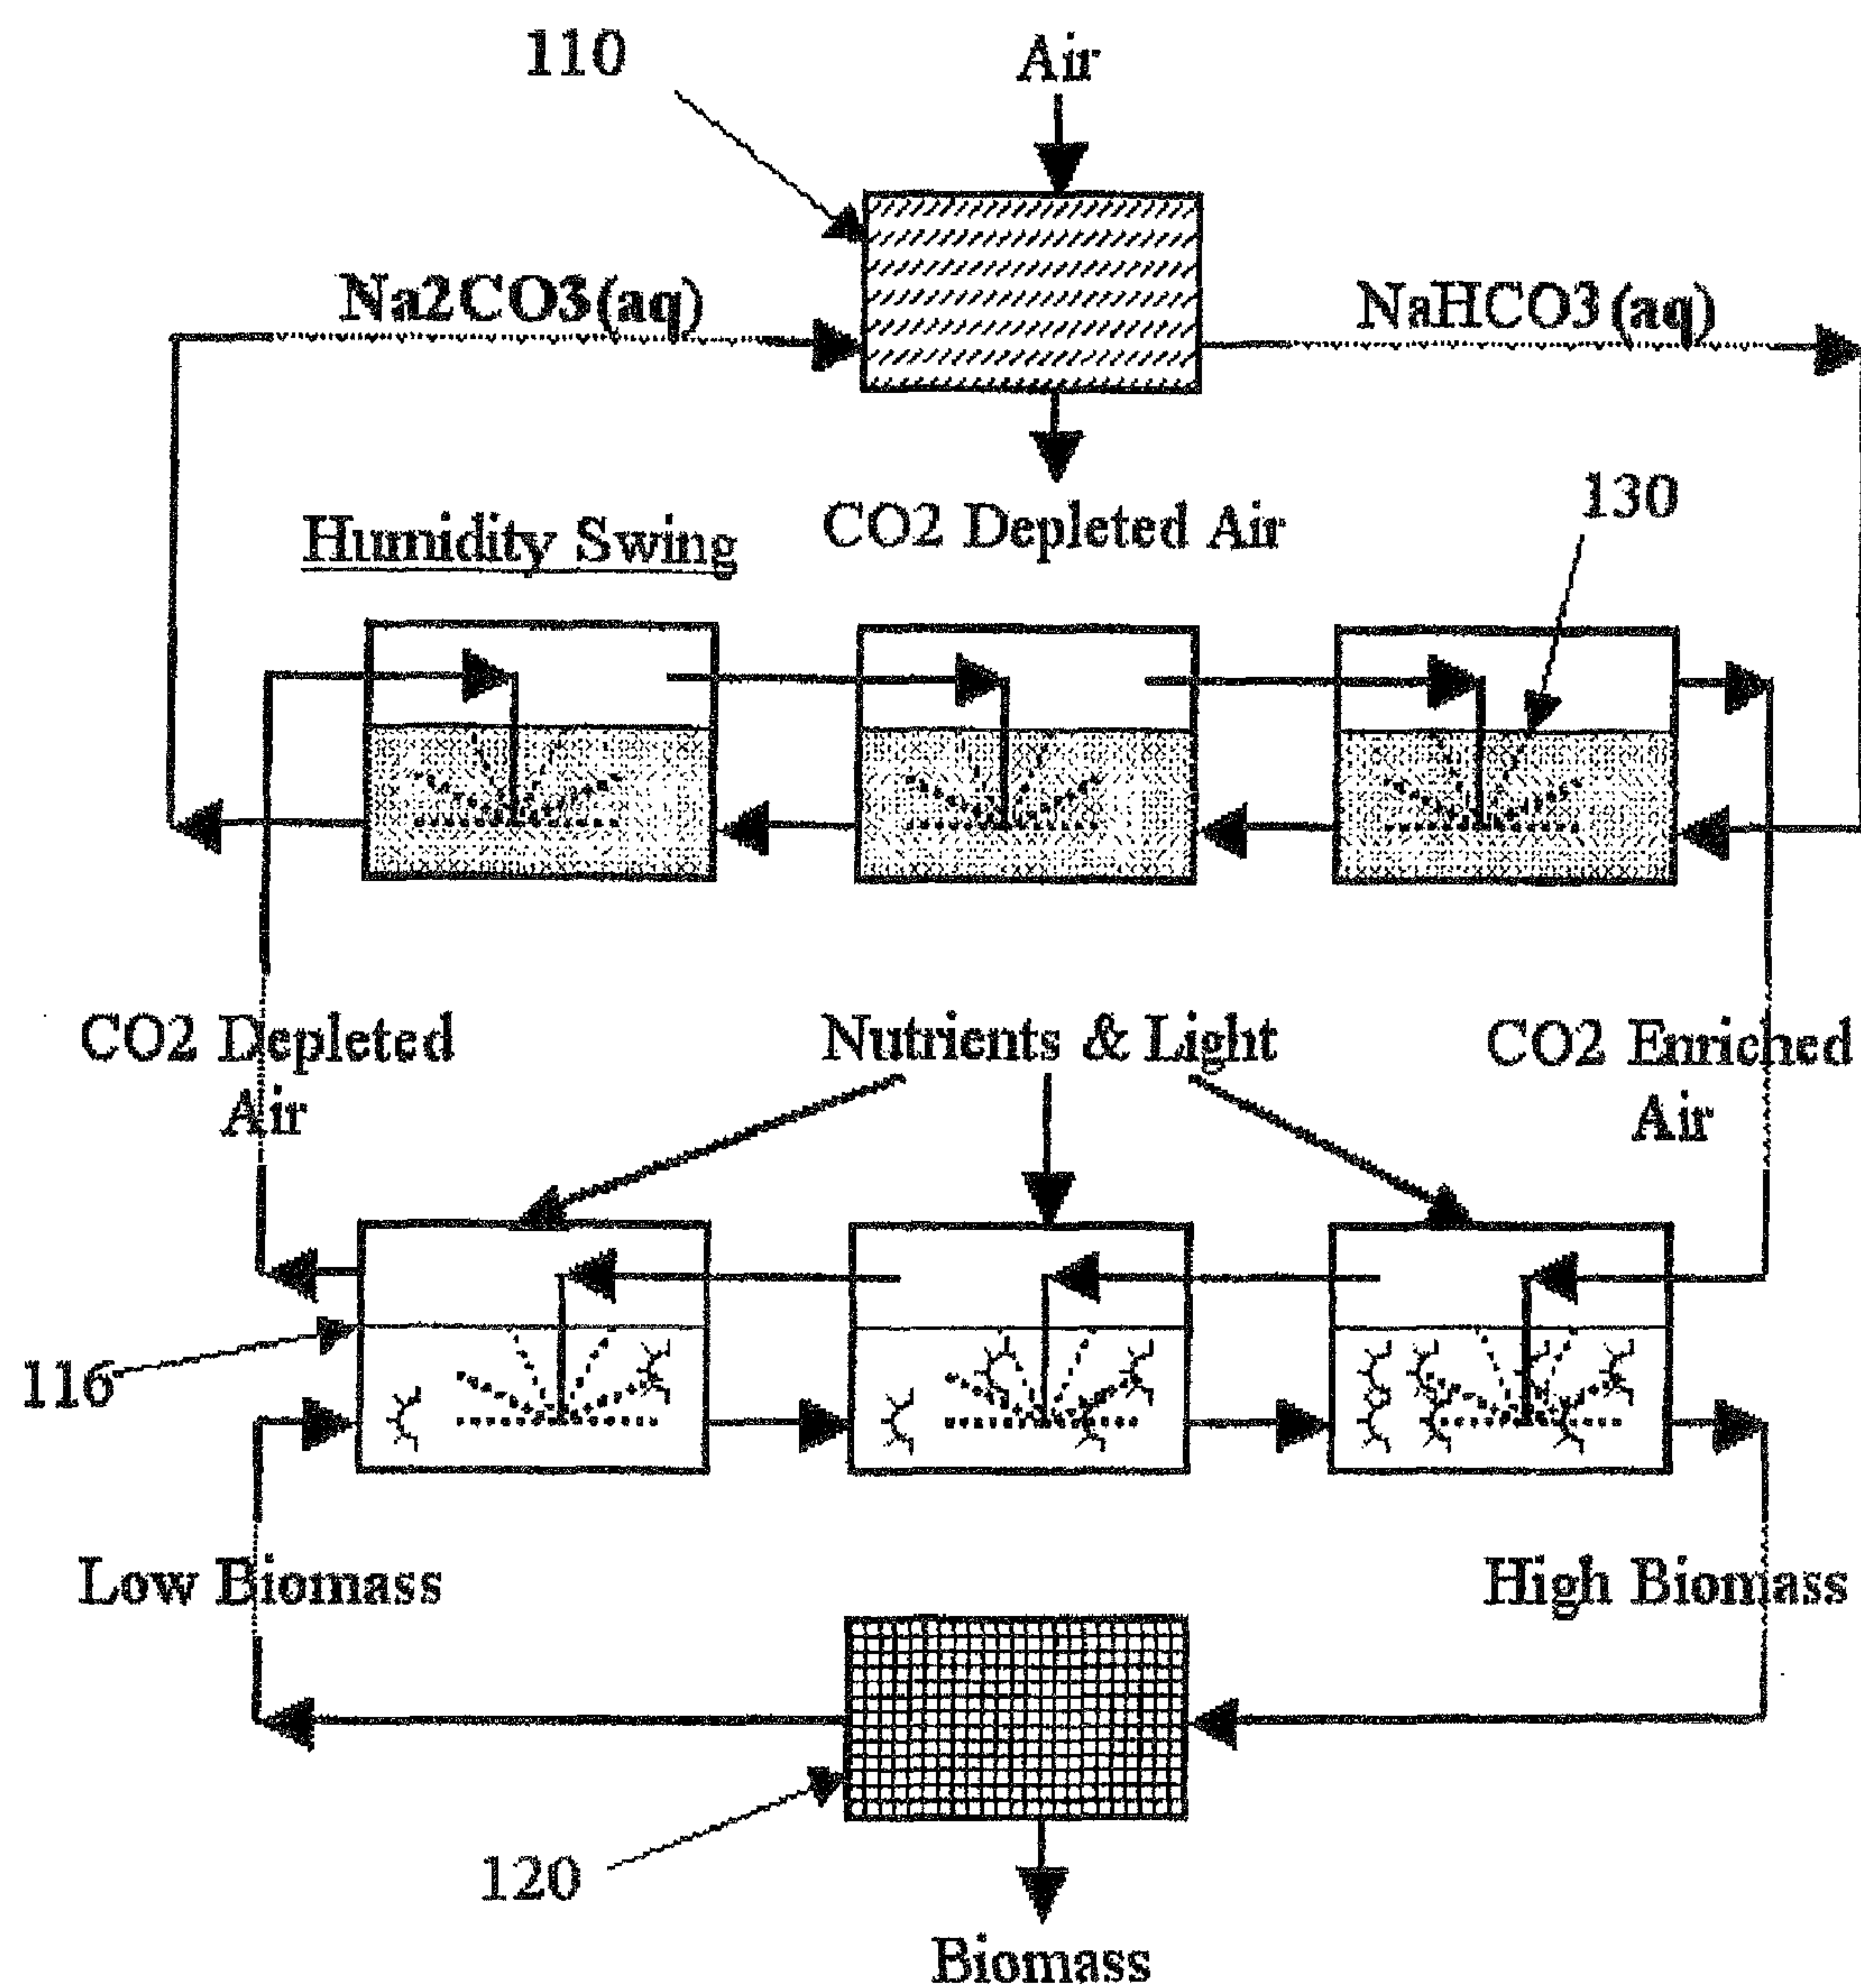 110
Air
Na2CO3(aq)
NaHCO3(aq)
130
Humidity Swing
CO2 Depleted Air
CO2 Depleted
Air
Nutrients & Light
CO2 Enriched
Air
116
Low Biomass
High Biomass
120
Biomass